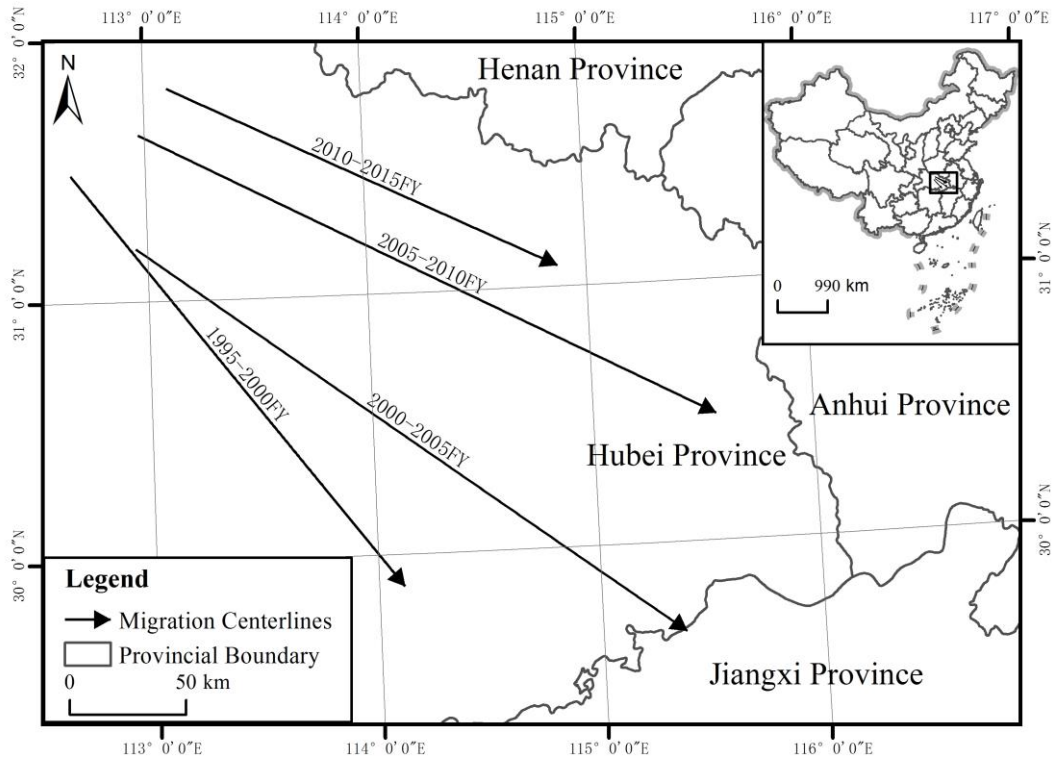 113° 0′0″E
114° 0′0″E
115° 0′0″E
116° 0′0″E
117° 0′0″E
32° 0′0″N
N
Henan Province
2010-2015FY
2005-2010FY
31° 0′0″N
31° 0′0″N
0 990 km
1995-2000FY
2000-2005FY
Anhui Province
Hubei Province
30° 0′0″N
30° 0′0″N
Legend
Migration Centerlines
Provincial Boundary
0 50 km
Jiangxi Province
113° 0′0″E
114° 0′0″E
115° 0′0″E
116° 0′0″E